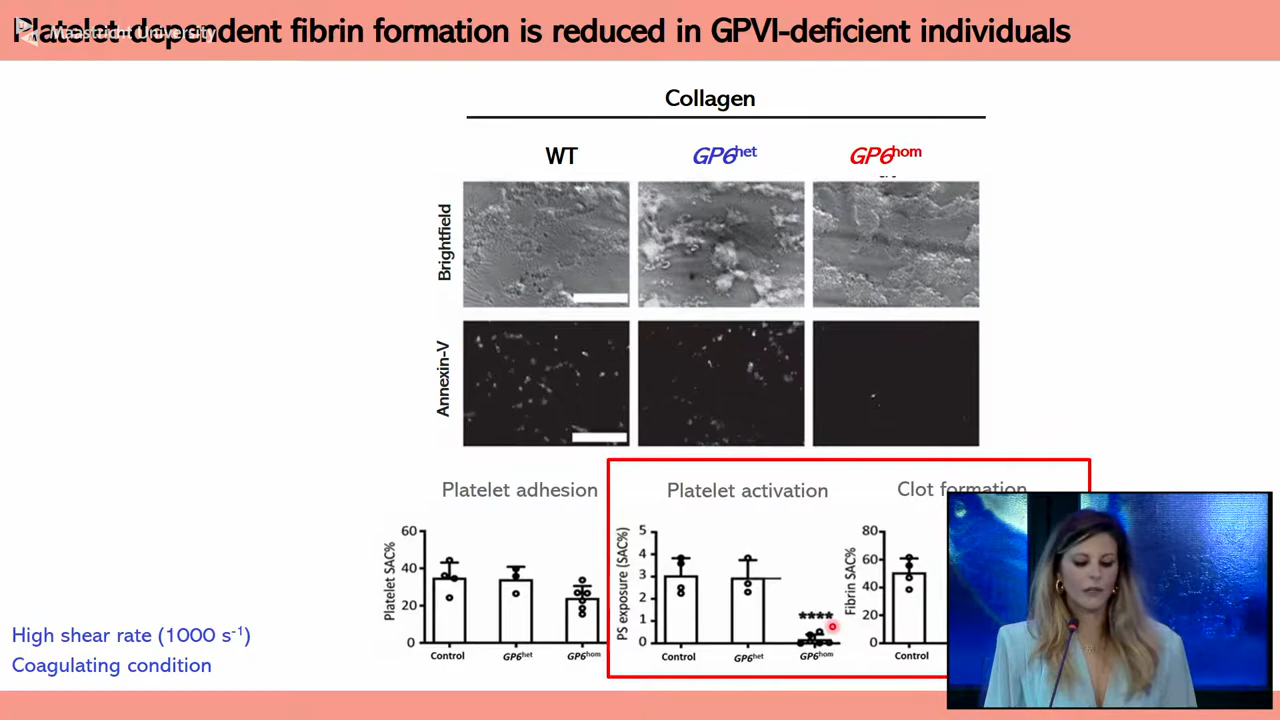 Platelet-dependent fibrin formation is reduced in GPVI-deficient individuals
Maastricht University
Collagen
WT
GP6het
GP6hom
Brightfield
Annexin-V
Platelet adhesion
Platelet activation
Clot formation
Platelet SAC%
60
40
20
0
Control
GP6het
GP6hom
PS exposure (SAC%)
5
4
3
2
1
0
****
Control
GP6het
GP6hom
Fibrin SAC%
80
60
40
20
0
Control
High shear rate (1000 s-1)
Coagulating condition